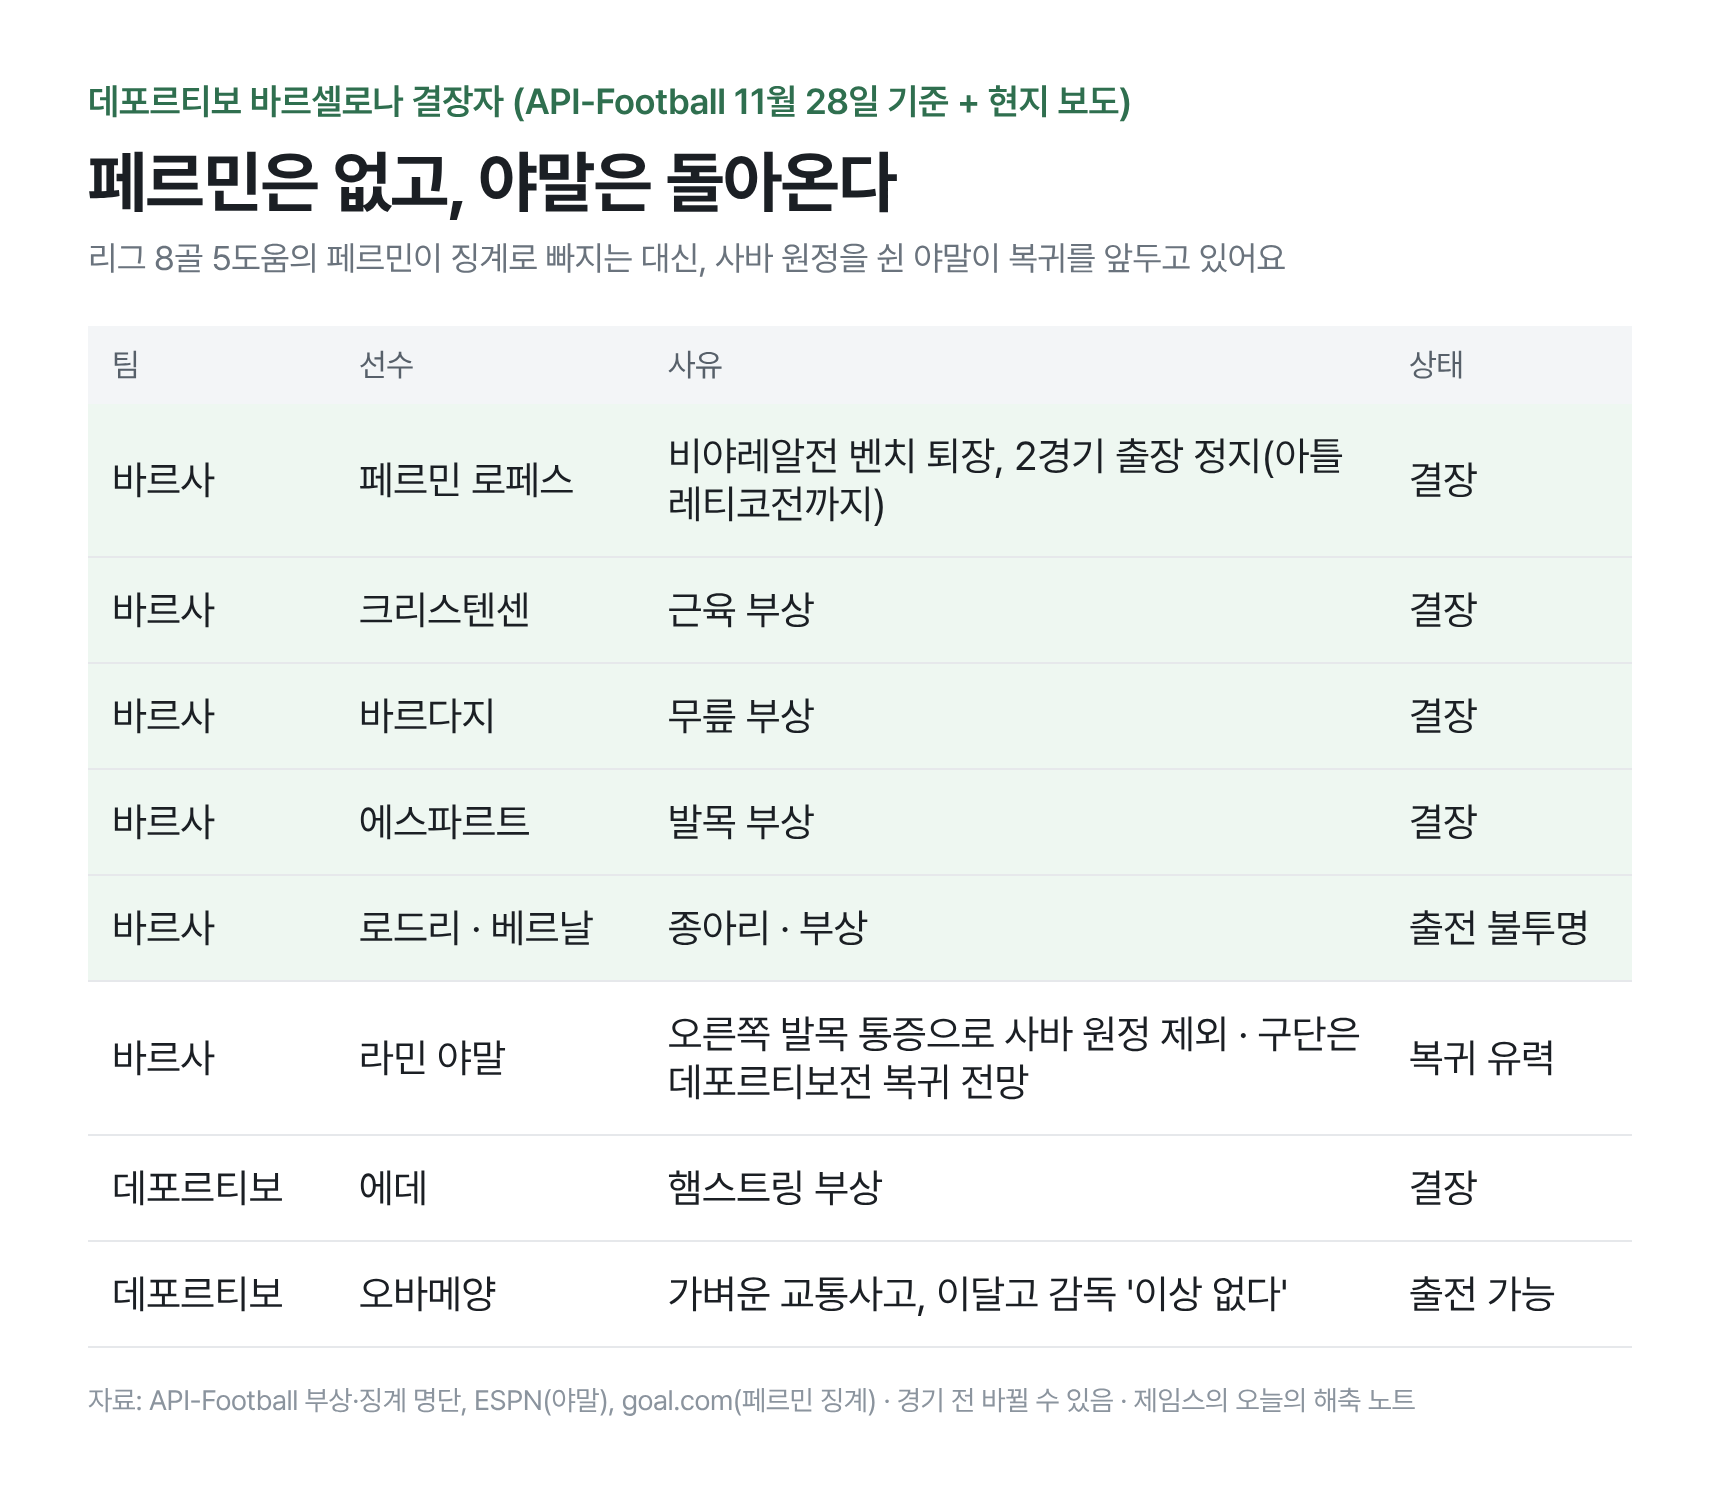 데포르티보 바르셀로나 결장자 (API-Football 11월 28일 기준 + 현지 보도)
페르민은 없고, 야말은 돌아온다
리그 8골 5도움의 페르민이 징계로 빠지는 대신, 사바 원정을 쉰 야말이 복귀를 앞두고 있어요
팀 선수 사유 상태
바르사 페르민 로페스 비야레알전 벤치 퇴장, 2경기 출장 정지(아틀
레티코전까지) 결장
바르사 크리스텐센 근육 부상 결장
바르사 바르다지 무릎 부상 결장
바르사 에스파르트 발목 부상 결장
바르사 로드리 · 베르날 종아리 · 부상 출전 불투명
바르사 라민 야말 오른쪽 발목 통증으로 사바 원정 제외 · 구단은
데포르티보전 복귀 전망 복귀 유력
데포르티보 에데 햄스트링 부상 결장
데포르티보 오바메양 가벼운 교통사고, 이달고 감독 '이상 없다' 출전 가능
자료: API-Football 부상·징계 명단, ESPN(야말), goal.com(페르민 징계) · 경기 전 바뀔 수 있음 · 제임스의 오늘의 해축 노트